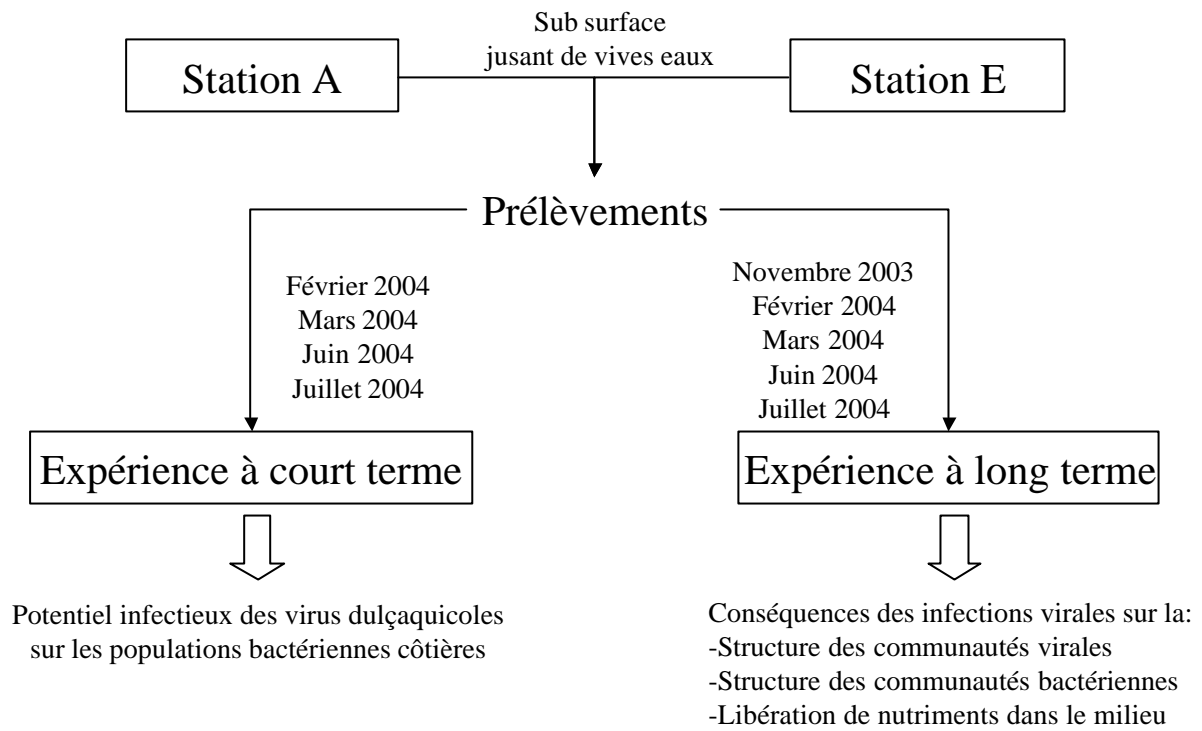 Sub surface
jusant de vives eaux
Station A
Station E
Prélèvements
Février 2004
Mars 2004
Juin 2004
Juillet 2004
Novembre 2003
Février 2004
Mars 2004
Juin 2004
Juillet 2004
Expérience à court terme
Expérience à long terme
Potentiel infectieux des virus dulçaquicoles
sur les populations bactériennes côtières
Conséquences des infections virales sur la:
-Structure des communautés virales
-Structure des communautés bactériennes
-Libération de nutriments dans le milieu